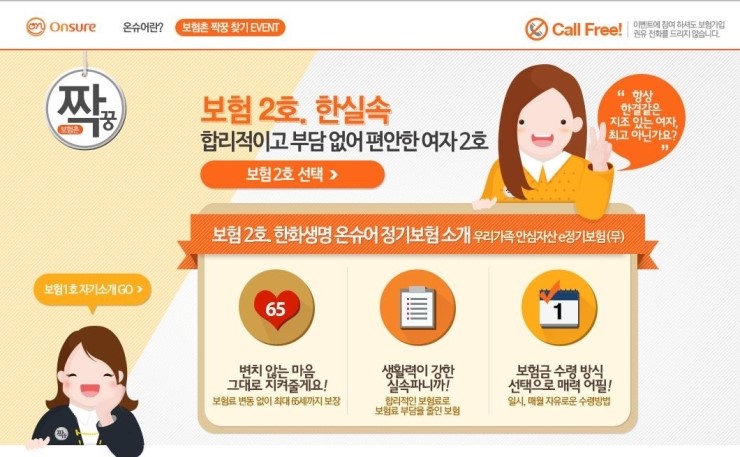 on Onsure
온슈어란?
보험촌 짝꿍 찾기 EVENT
Call Free!
이벤트에 참여 하셔도 보험가입
권유 전화를 드리지 않습니다.
짝꿍
보험촌
보험 2호. 한실속
합리적이고 부담 없어 편안한 여자 2호
보험 2호 선택 >
“ 항상
한결같은
지조 있는 여자,
최고 아닌가요? ”
보험 2호. 한화생명 온슈어 정기보험 소개 우리가족 안심자산 e정기보험(무)
보험1호 자기소개 GO >
65
변치 않는 마음
그대로 지켜줄게요!
보험료 변동 없이 최대 65세까지 보장
생활력이 강한
실속파니까!
합리적인 보험료로
보험료 부담을 줄인 보험
1
보험금 수령 방식
선택으로 매력 어필!
일시, 매월 자유로운 수령방법
짝꿍